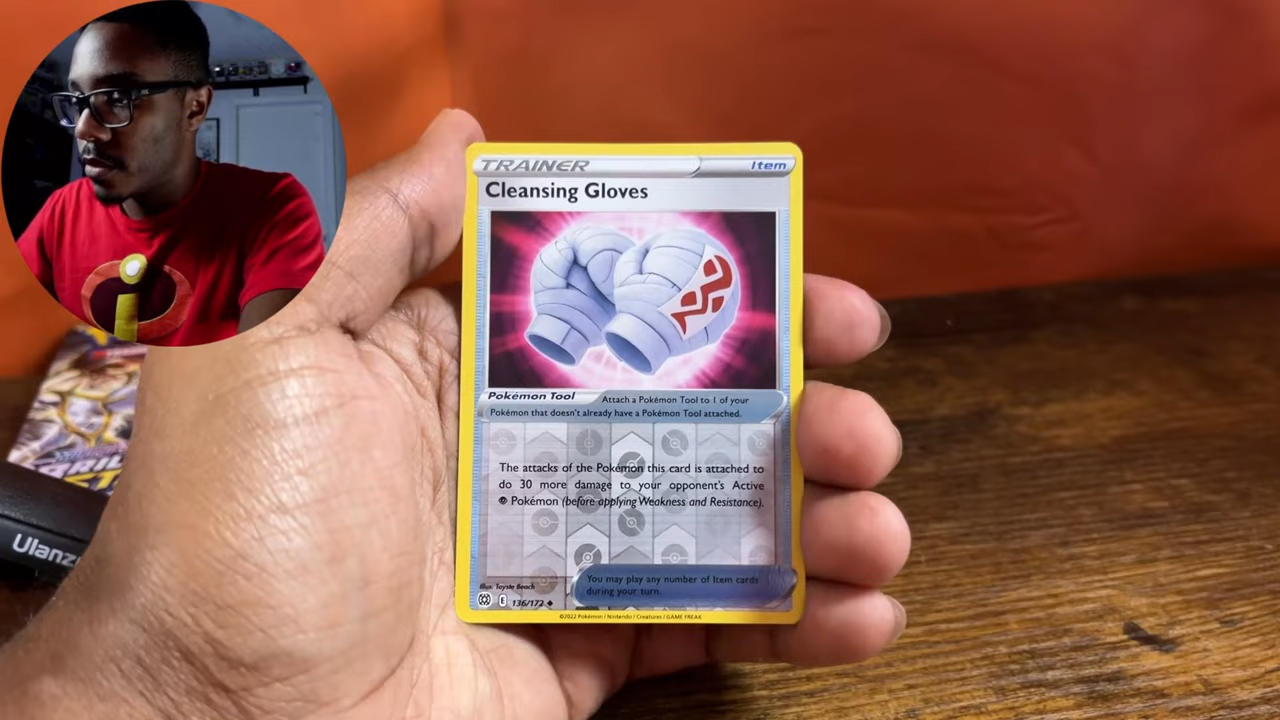 TRAINER Item
Cleansing Gloves
Pokémon Tool Attach a Pokémon Tool to 1 of your
Pokémon that doesn't already have a Pokémon Tool attached.
The attacks of the Pokémon this card is attached to
do 30 more damage to your opponent's Active
Pokémon (before applying Weakness and Resistance).
You may play any number of Item cards
during your turn.
Illus. Toyste Beach
E 136/172
©2022 Pokémon / Nintendo / Creatures / GAME FREAK
Ulanz